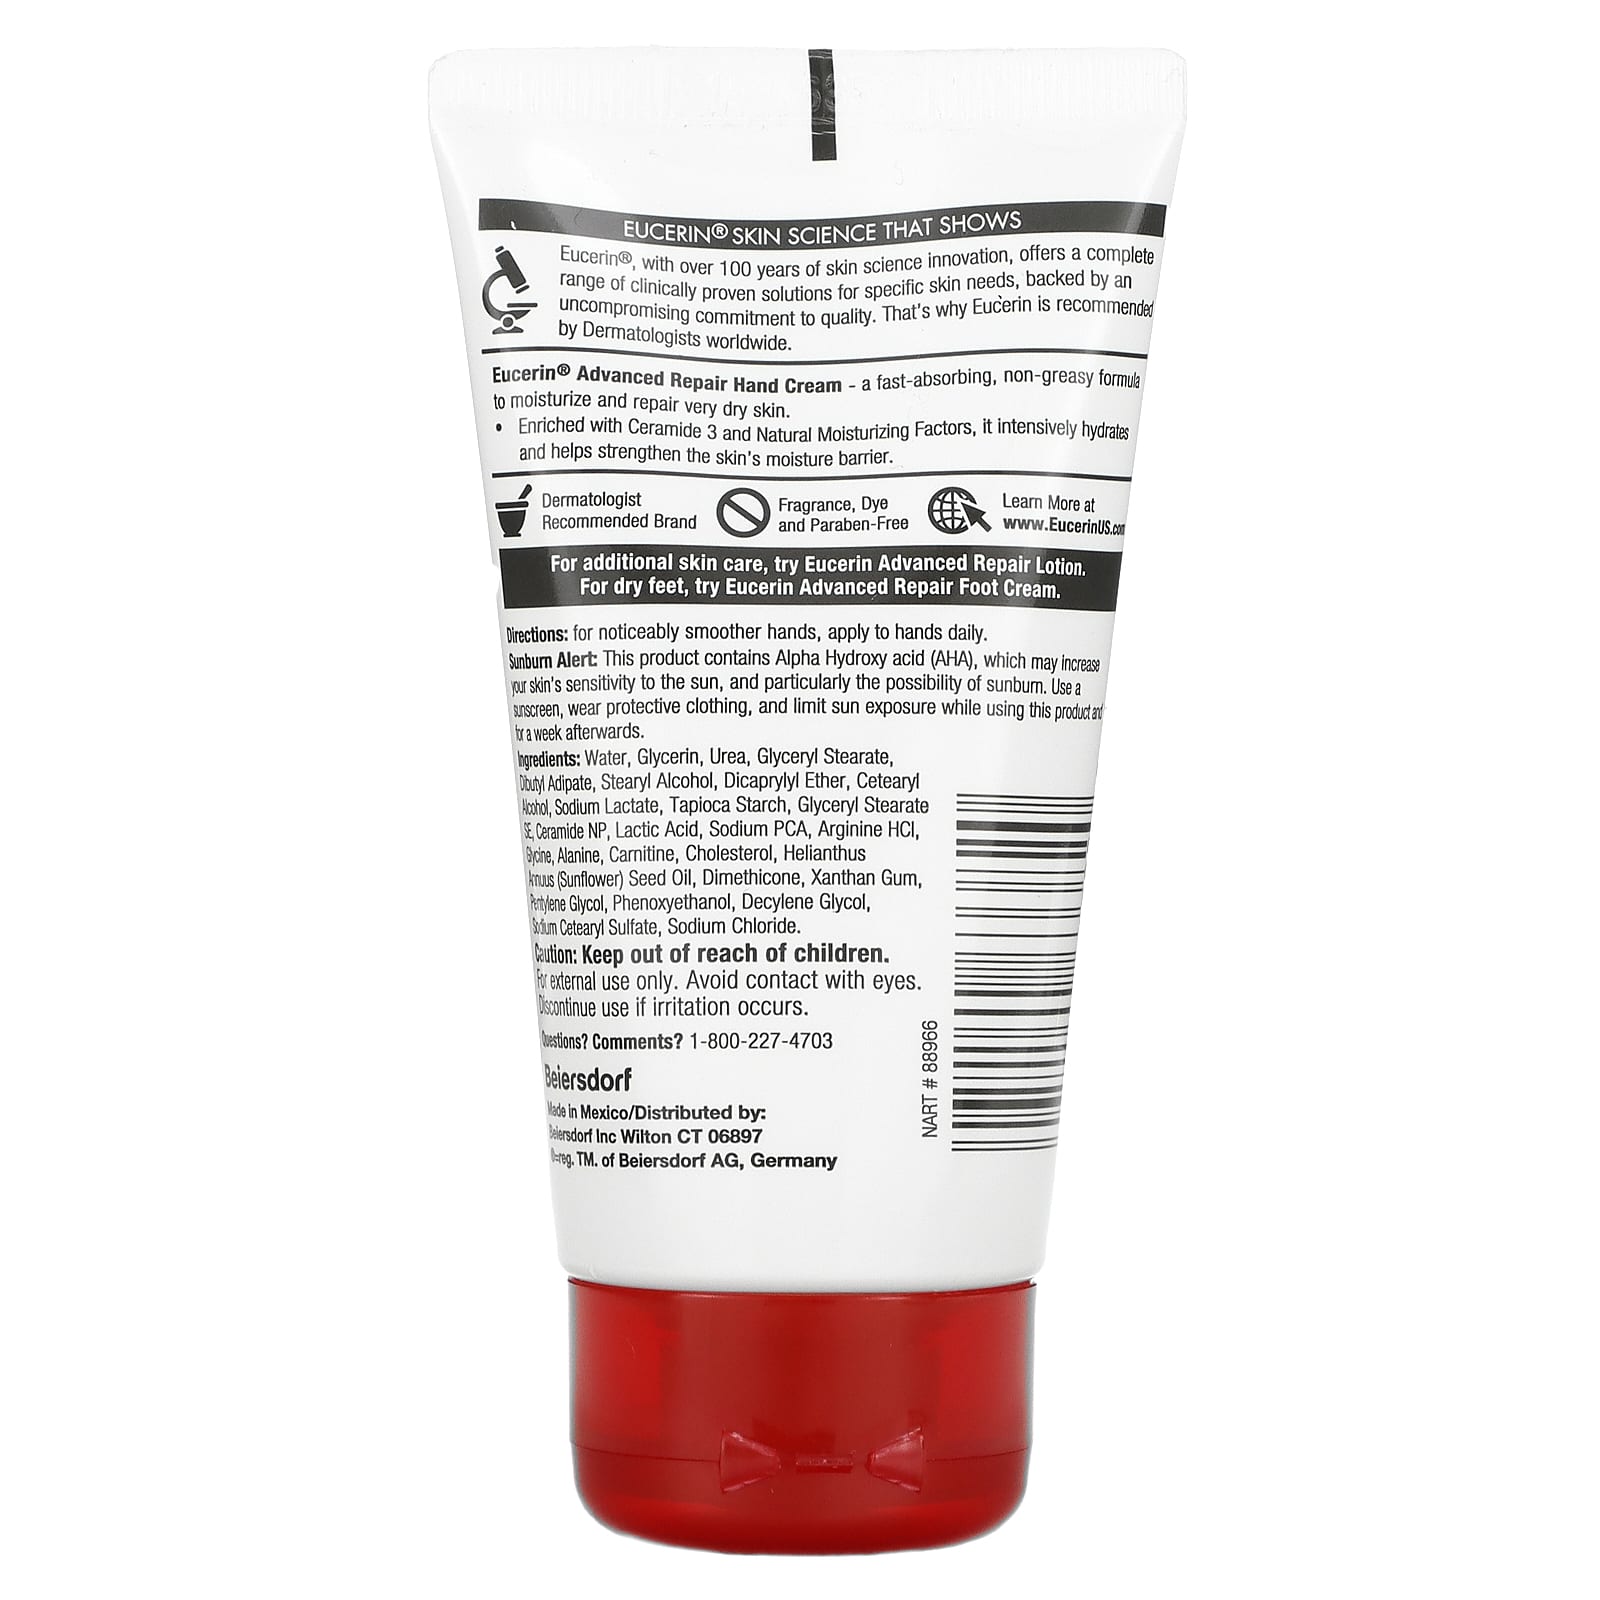 EUCERIN® SKIN SCIENCE THAT SHOWS
Eucerin®, with over 100 years of skin science innovation, offers a complete
range of clinically proven solutions for specific skin needs, backed by an
uncompromising commitment to quality. That's why Eucerin is recommended
by Dermatologists worldwide.
Eucerin® Advanced Repair Hand Cream - a fast-absorbing, non-greasy formula
to moisturize and repair very dry skin.
• Enriched with Ceramide 3 and Natural Moisturizing Factors, it intensively hydrates
and helps strengthen the skin's moisture barrier.
Dermatologist
Recommended Brand
Fragrance, Dye
and Paraben-Free
Learn More at
www.EucerinUS.com
For additional skin care, try Eucerin Advanced Repair Lotion.
For dry feet, try Eucerin Advanced Repair Foot Cream.
Directions: for noticeably smoother hands, apply to hands daily.
Sunburn Alert: This product contains Alpha Hydroxy acid (AHA), which may increase
your skin's sensitivity to the sun, and particularly the possibility of sunburn. Use a
sunscreen, wear protective clothing, and limit sun exposure while using this product and
for a week afterwards.
Ingredients: Water, Glycerin, Urea, Glyceryl Stearate,
Dibutyl Adipate, Stearyl Alcohol, Dicaprylyl Ether, Cetearyl
Alcohol, Sodium Lactate, Tapioca Starch, Glyceryl Stearate
SE, Ceramide NP, Lactic Acid, Sodium PCA, Arginine HCl,
Glycine, Alanine, Carnitine, Cholesterol, Helianthus
Annuus (Sunflower) Seed Oil, Dimethicone, Xanthan Gum,
Pentylene Glycol, Phenoxyethanol, Decylene Glycol,
Sodium Cetearyl Sulfate, Sodium Chloride.
Caution: Keep out of reach of children.
For external use only. Avoid contact with eyes.
Discontinue use if irritation occurs.
Questions? Comments? 1-800-227-4703
Beiersdorf
Made in Mexico/Distributed by:
Beiersdorf Inc Wilton CT 06897
®=reg. TM. of Beiersdorf AG, Germany
NART # 88966